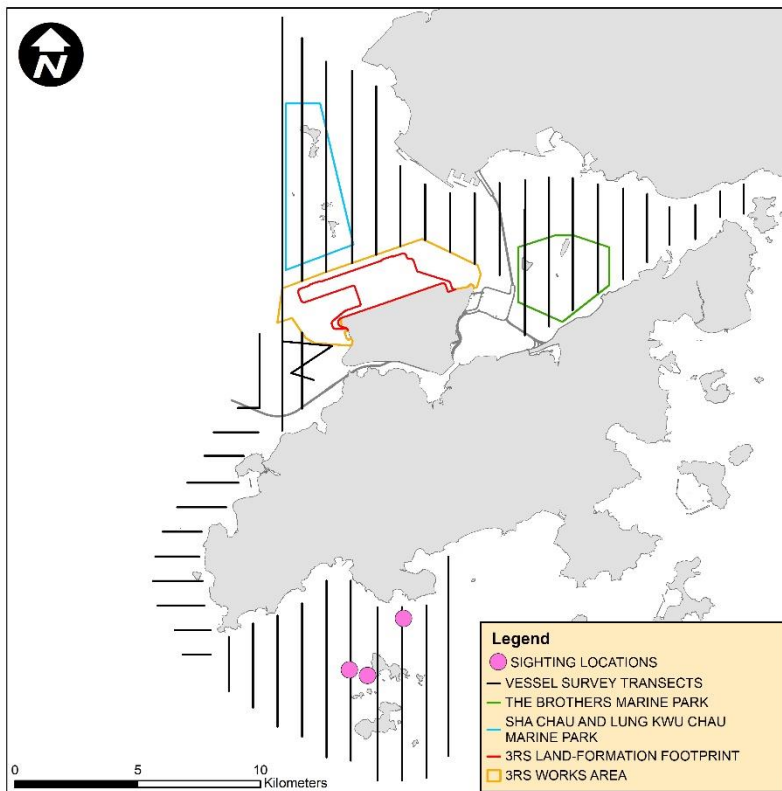 N
Legend
SIGHTING LOCATIONS
VESSEL SURVEY TRANSECTS
THE BROTHERS MARINE PARK
SHA CHAU AND LUNG KWU CHAU
MARINE PARK
3RS LAND-FORMATION FOOTPRINT
3RS WORKS AREA
0 5 10
Kilometers